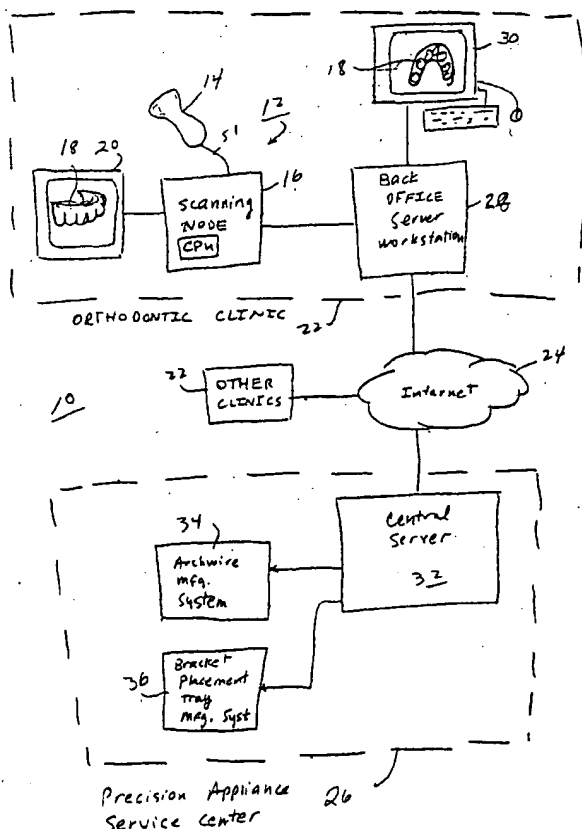 30
18
14
12
51
18
20
16
28
Scanning
NODE
CPU
BACK
OFFICE
Server
Workstation
ORTHODONTIC CLINIC
22
24
22
OTHER
CLINICS
Internet
10
34
Archwire
mfg.
System
Central
Server
32
36
Bracket
Placement
Tray
mfg. Syst
26
Precision Appliance
Service center